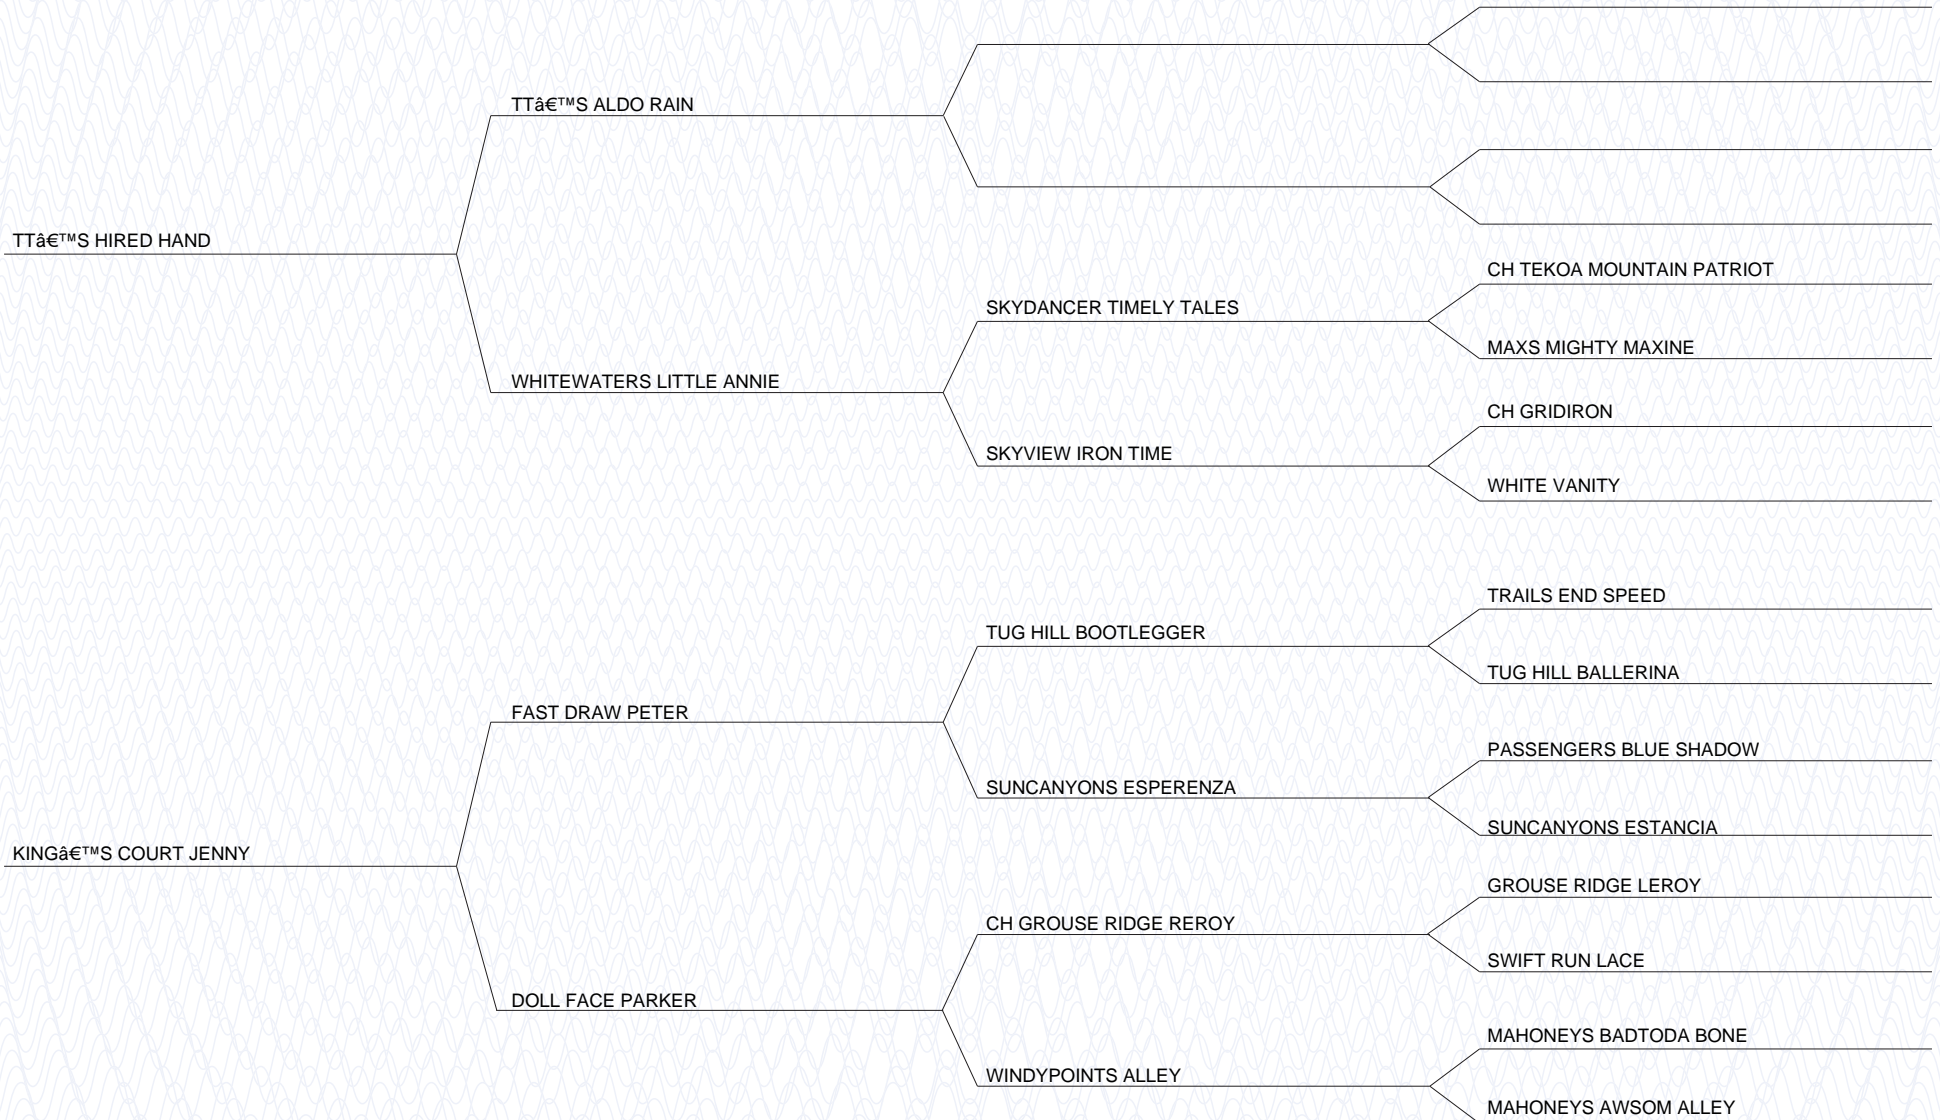 TTâ€™S ALDO RAIN
TTâ€™S HIRED HAND
CH TEKOA MOUNTAIN PATRIOT
SKYDANCER TIMELY TALES
MAXS MIGHTY MAXINE
WHITEWATERS LITTLE ANNIE
CH GRIDIRON
SKYVIEW IRON TIME
WHITE VANITY
TRAILS END SPEED
TUG HILL BOOTLEGGER
TUG HILL BALLERINA
FAST DRAW PETER
PASSENGERS BLUE SHADOW
SUNCANYONS ESPERENZA
SUNCANYONS ESTANCIA
KINGâ€™S COURT JENNY
GROUSE RIDGE LEROY
CH GROUSE RIDGE REROY
SWIFT RUN LACE
DOLL FACE PARKER
MAHONEYS BADTODA BONE
WINDYPOINTS ALLEY
MAHONEYS AWSOM ALLEY